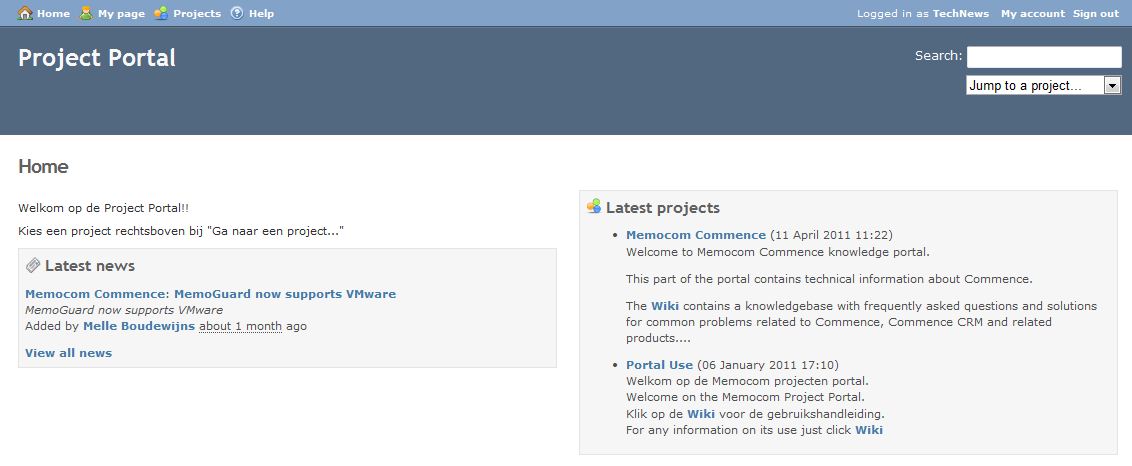 Home My page Projects Help
Logged in as TechNews My account Sign out
Project Portal
Search:
Jump to a project...
Home
Welkom op de Project Portal!!
Kies een project rechtsboven bij "Ga naar een project..."
Latest news
Memocom Commence: MemoGuard now supports VMware
MemoGuard now supports VMware
Added by Melle Boudewijns about 1 month ago
View all news
Latest projects
Memocom Commence (11 April 2011 11:22)
Welcome to Memocom Commence knowledge portal.
This part of the portal contains technical information about Commence.
The Wiki contains a knowledgebase with frequently asked questions and solutions
for common problems related to Commence, Commence CRM and related
products....
Portal Use (06 January 2011 17:10)
Welkom op de Memocom projecten portal.
Welcome on the Memocom Project Portal.
Klik op de Wiki voor de gebruikshandleiding.
For any information on its use just click Wiki